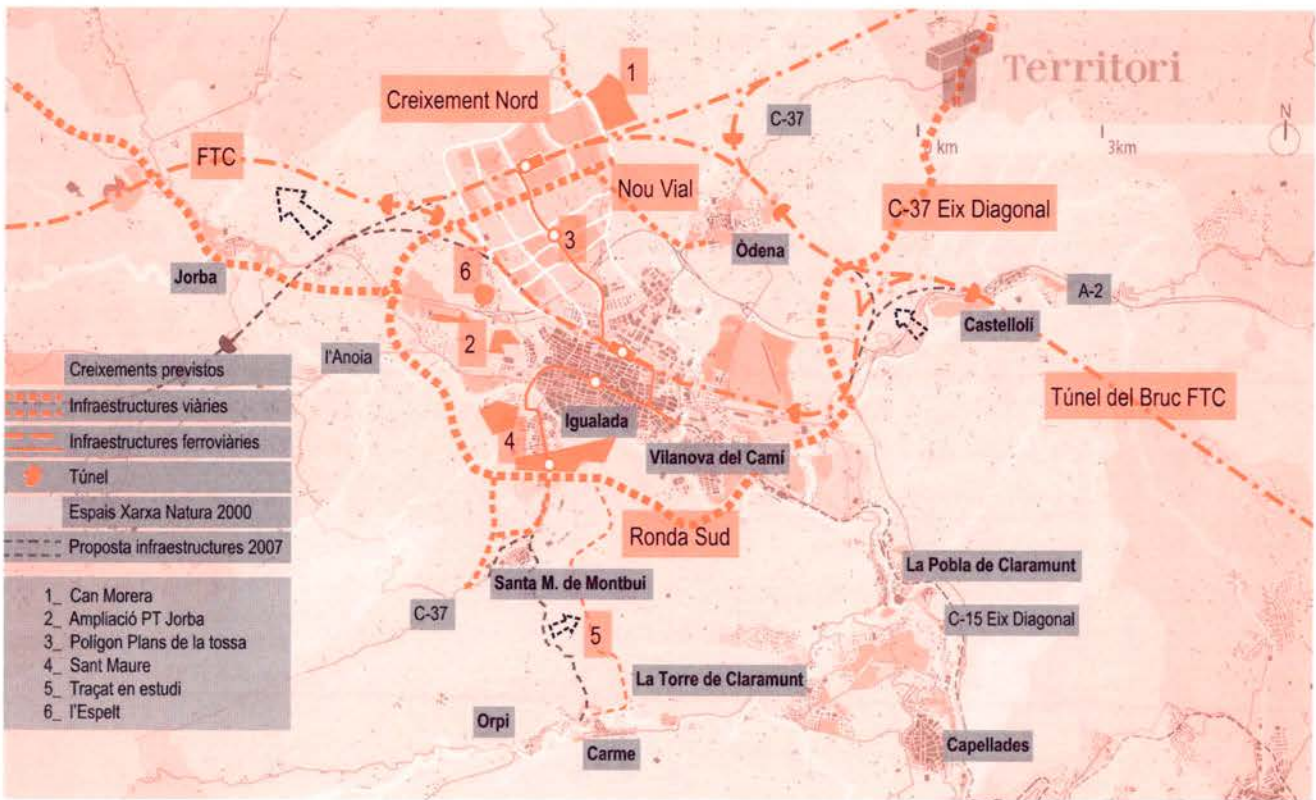 Territori
N
0 km
3km
1
Creixement Nord
C-37
FTC
Nou Vial
C-37 Eix Diagonal
3
Òdena
Jorba
6
A-2
Castellolí
2
l'Anoia
Túnel del Bruc FTC
Igualada
4
Vilanova del Camí
Ronda Sud
Santa M. de Montbui
La Pobla de Claramunt
C-37
5
C-15 Eix Diagonal
La Torre de Claramunt
Orpi
Carme
Capellades
Creixements previstos
Infraestructures viàries
Infraestructures ferroviàries
Túnel
Espais Xarxa Natura 2000
Proposta infraestructures 2007
1_ Can Morera
2_ Ampliació PT Jorba
3_ Polígon Plans de la tossa
4_ Sant Maure
5_ Traçat en estudi
6_ l'Espelt